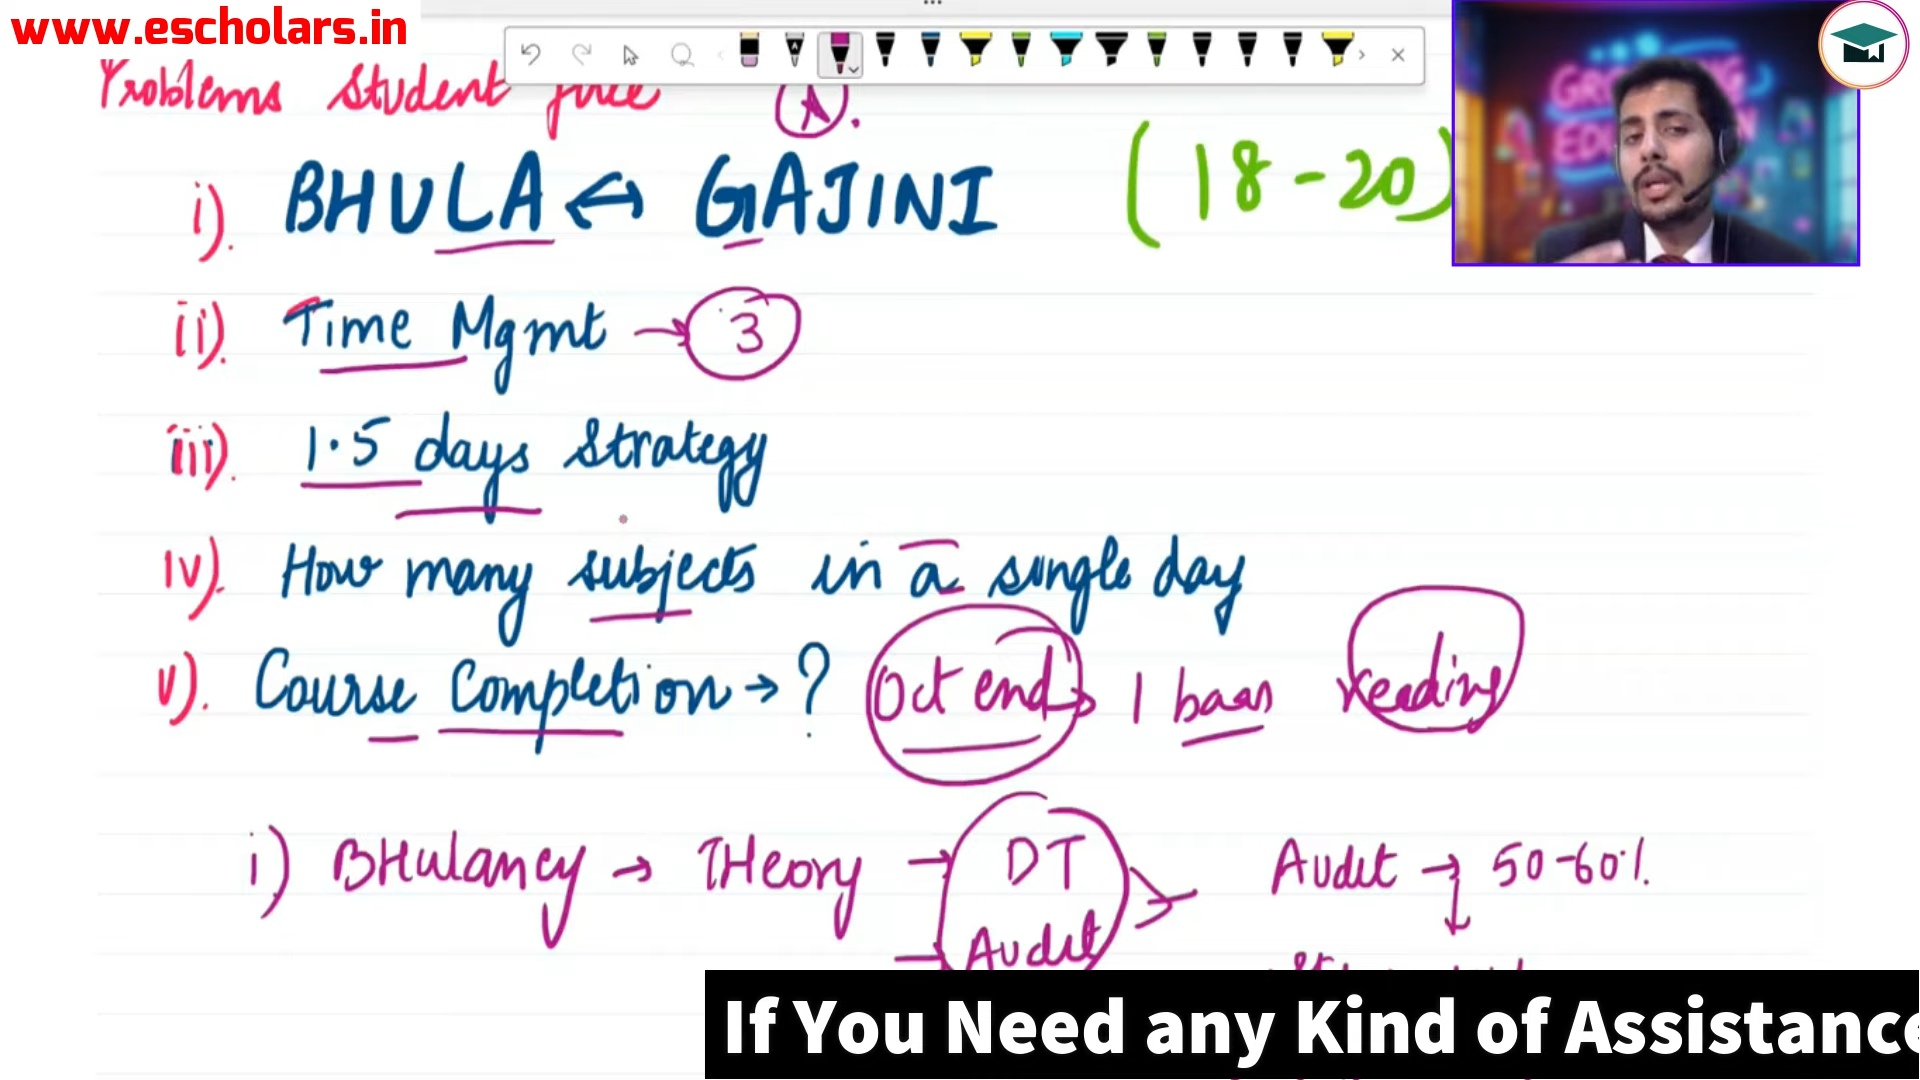 www.escholars.in
Problems Student face A.
i). BHULA ↔ GAJINI (18-20)
ii). Time Mgmt → 3
iii). 1.5 days Strategy
iv). How many subjects in a single day
v). Course Completion → ? Oct end → 1 baar reading
i) BHulancy → THeory → DT Audit → 50-60%.
→ Audit
If You Need any Kind of Assistance